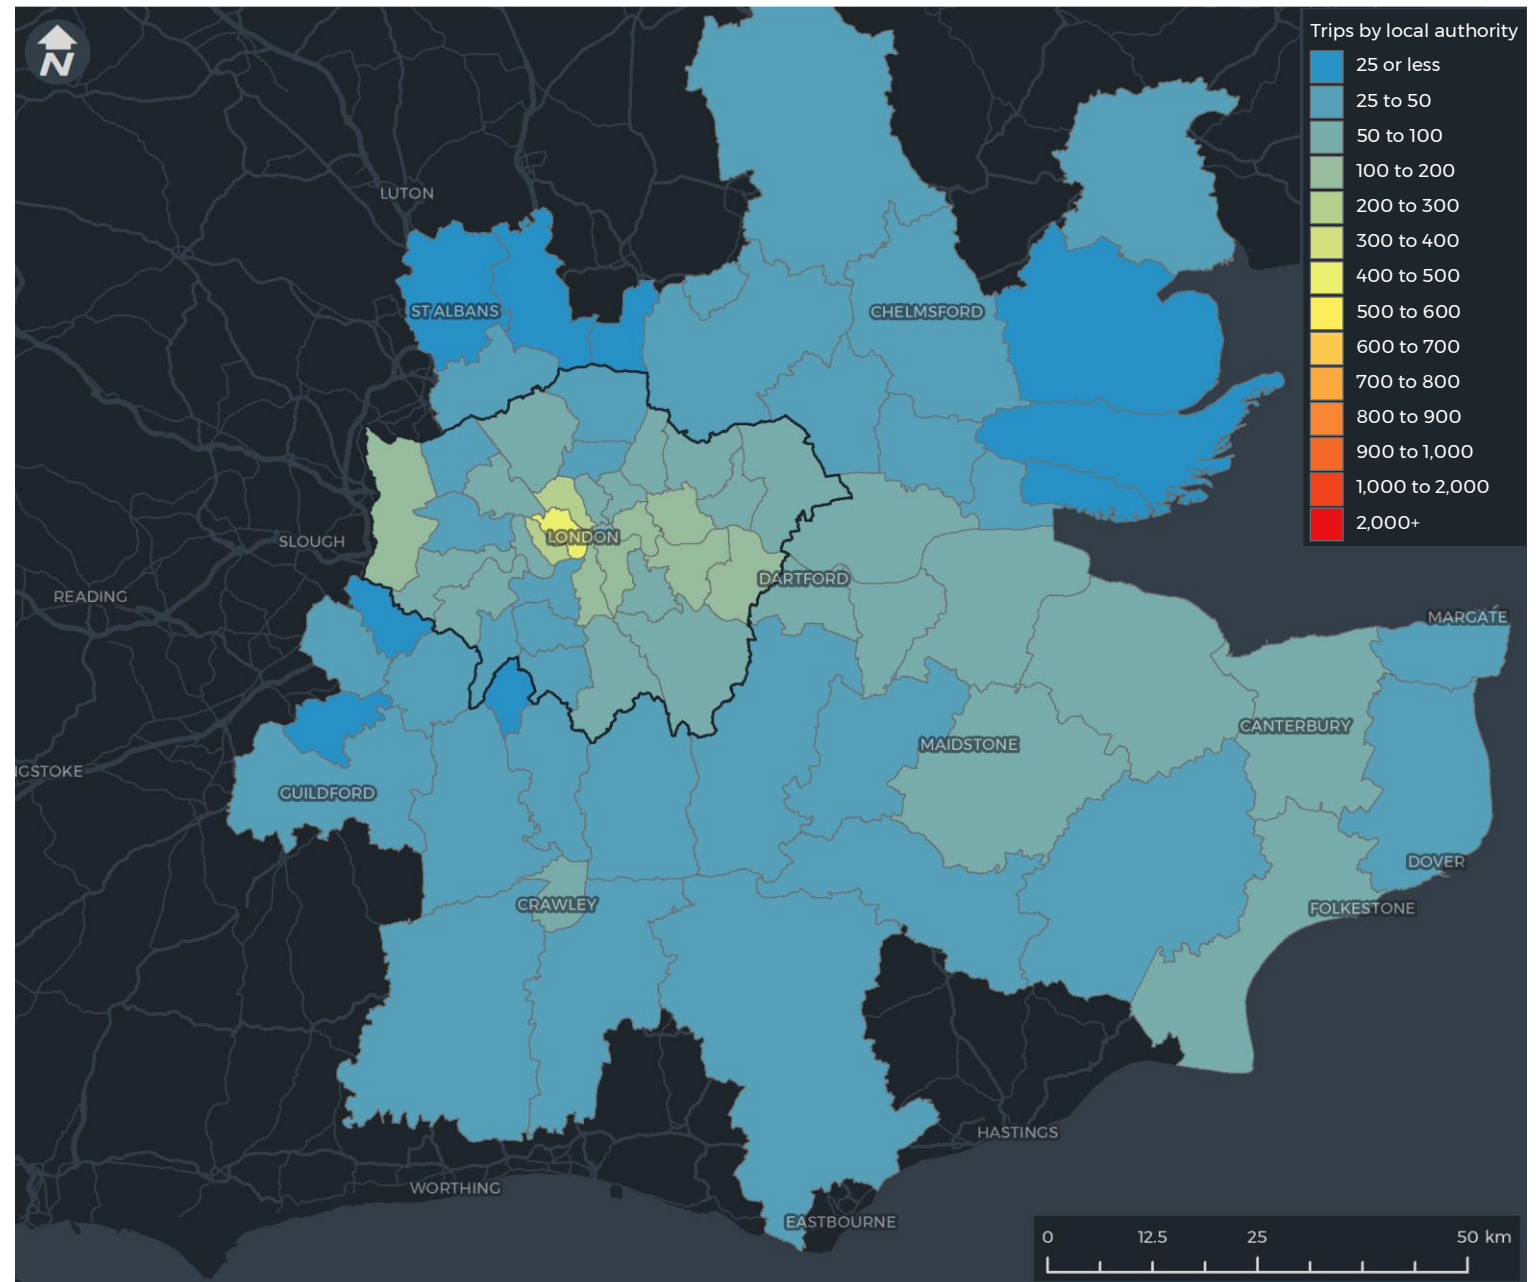 N
Trips by local authority
25 or less
25 to 50
50 to 100
100 to 200
200 to 300
300 to 400
400 to 500
500 to 600
600 to 700
700 to 800
800 to 900
900 to 1,000
1,000 to 2,000
2,000+
LUTON
ST ALBANS
CHELMSFORD
SLOUGH
LONDON
READING
DARTFORD
MARGATE
CANTERBURY
MAIDSTONE
GSTOKE
GUILDFORD
DOVER
CRAWLEY
FOLKESTONE
HASTINGS
WORTHING
EASTBOURNE
0 12.5 25 50 km